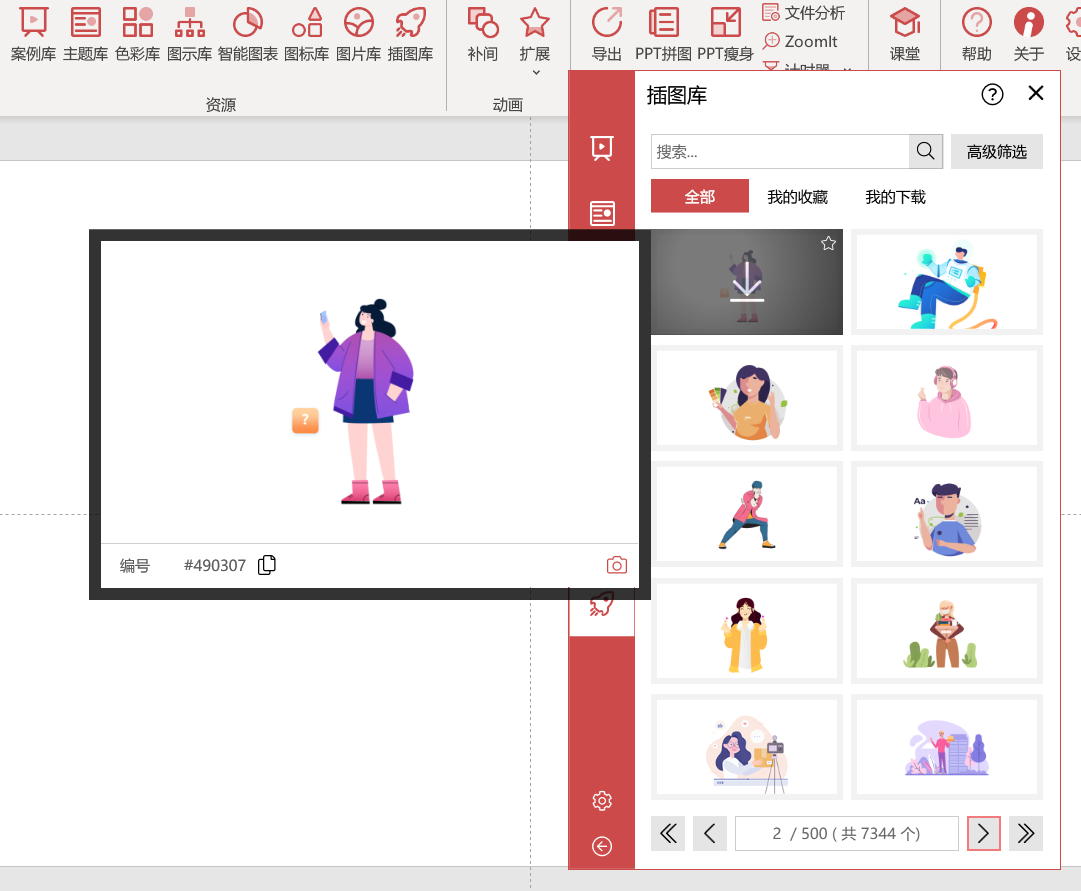 案例库 主题库 色彩库 图示库 智能图表 图标库 图片库 插图库
资源
补间 扩展
动画
导出 PPT拼图 PPT瘦身
文件分析
ZoomIt
计时器
课堂
帮助 关于 设
插图库
搜索...
高级筛选
全部 我的收藏 我的下载
?
编号 #490307
Aa
2 / 500 ( 共 7344 个)